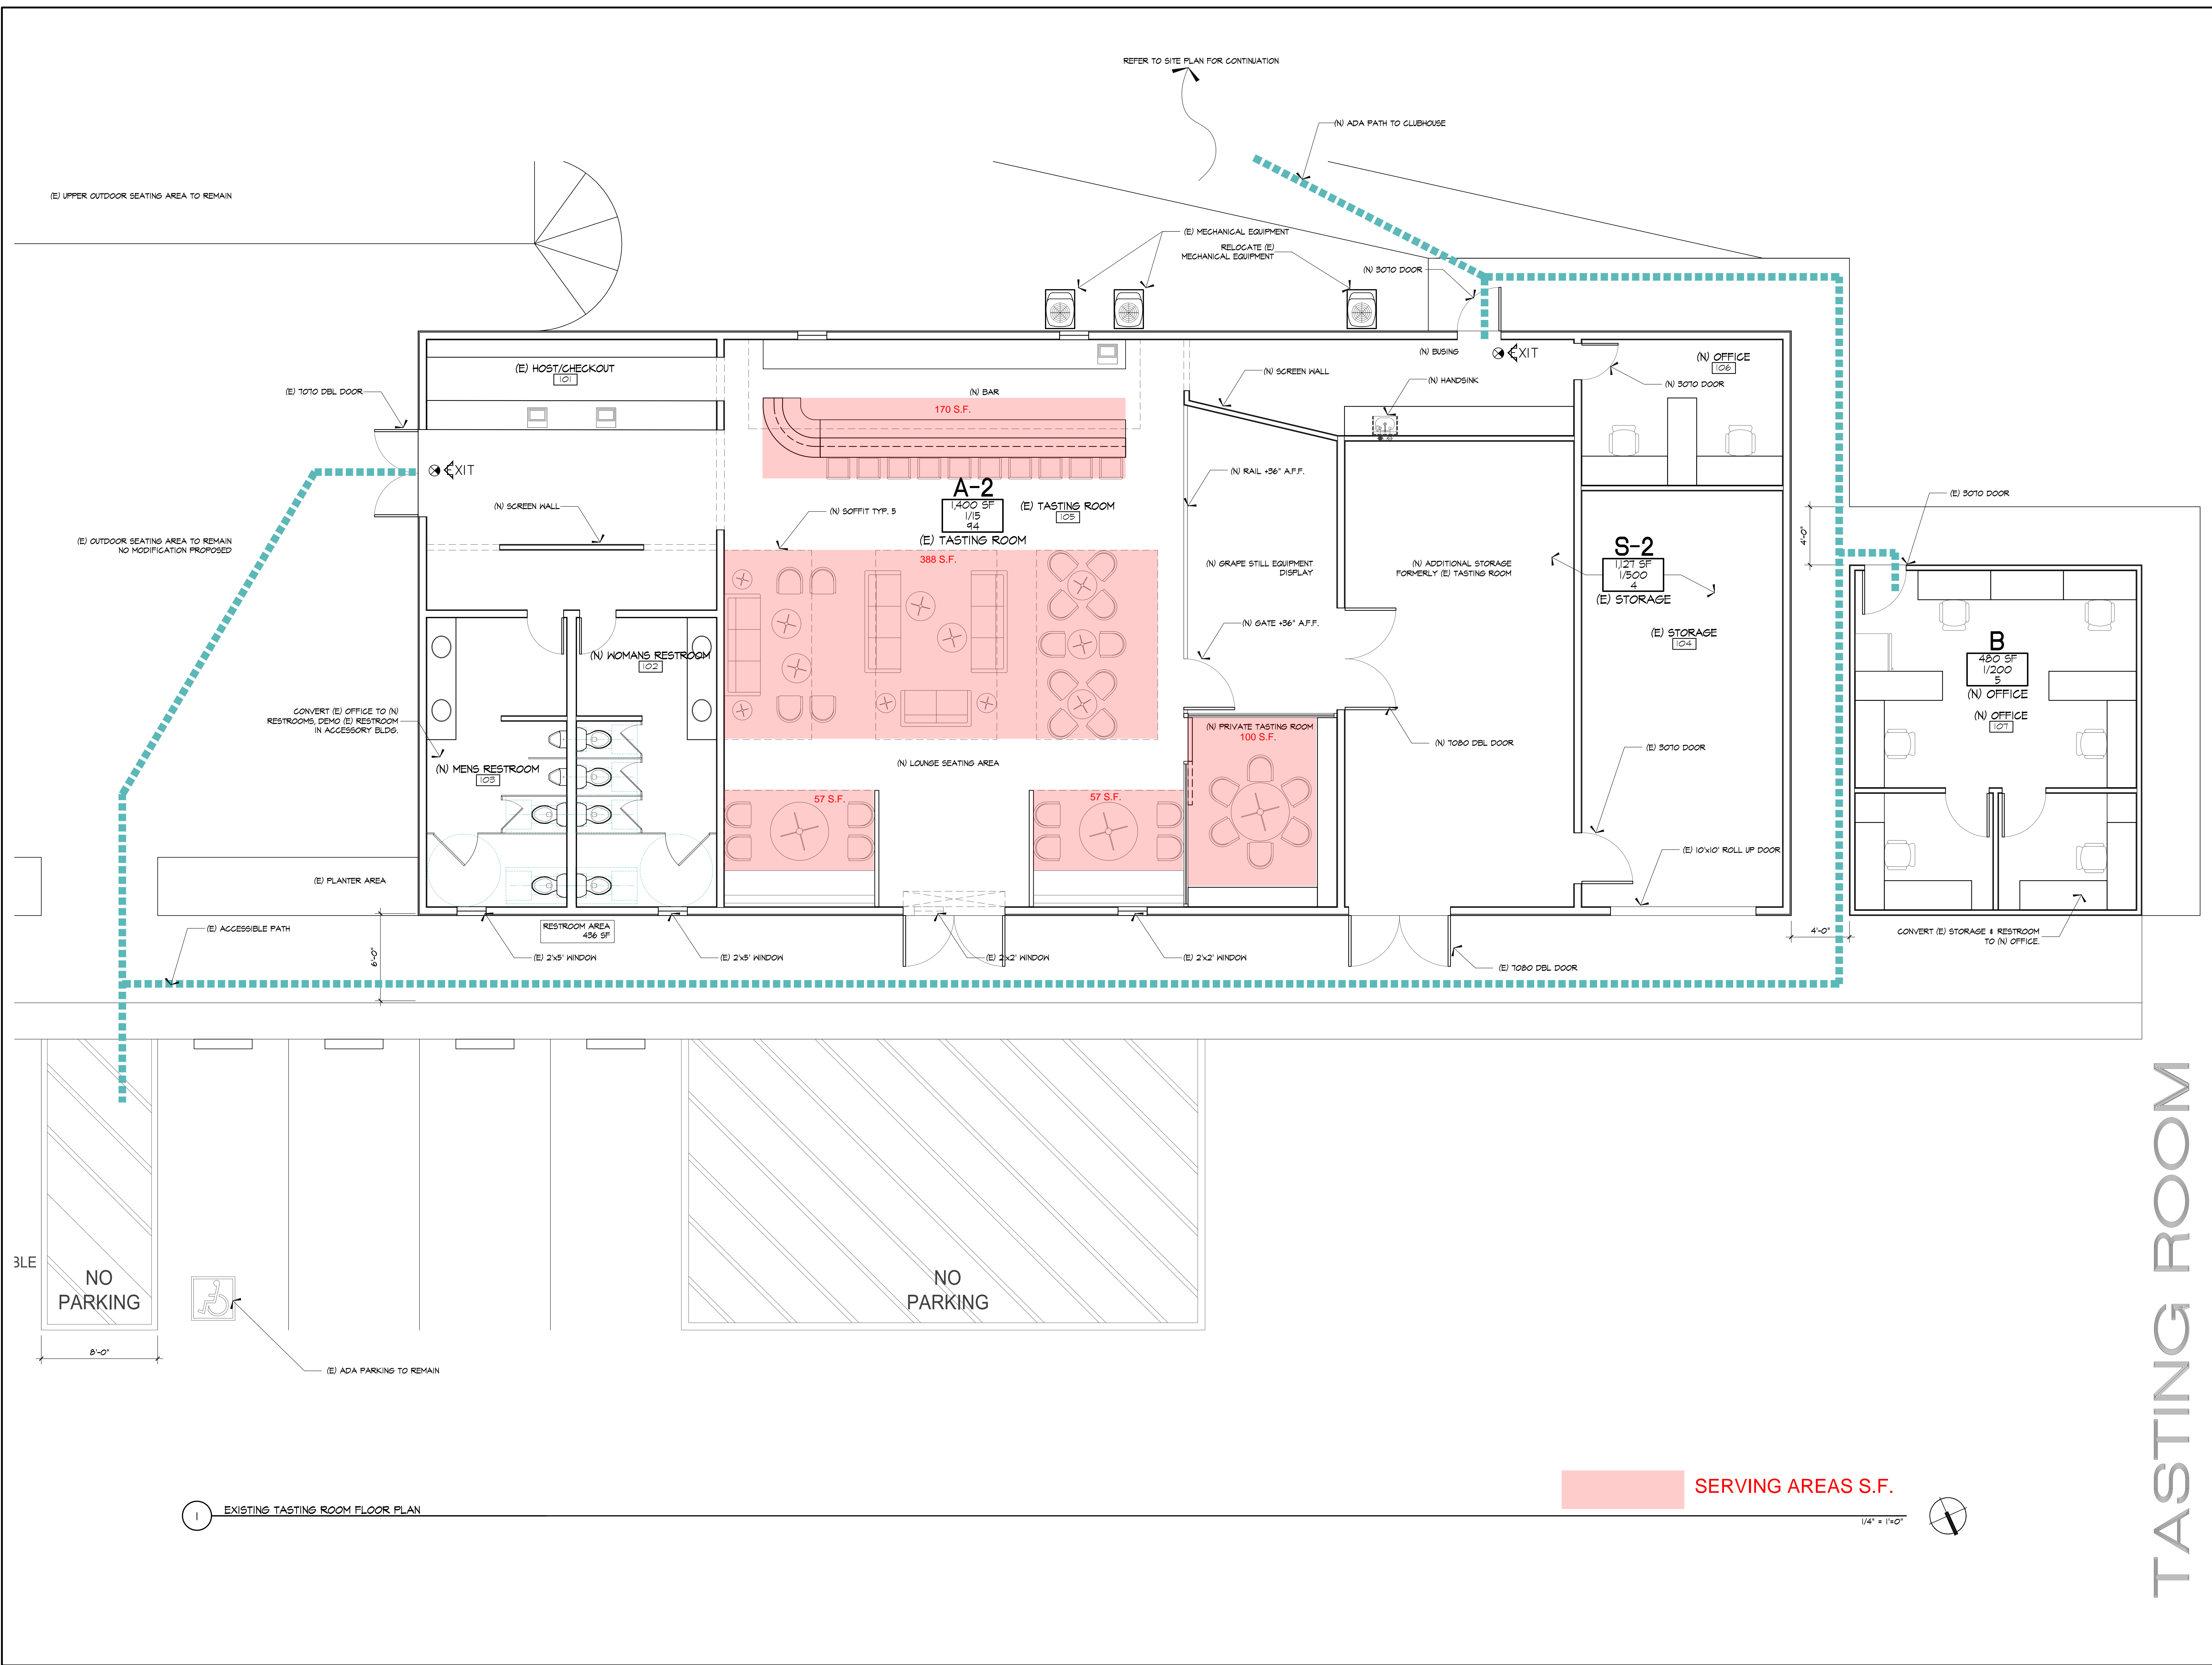 REFER TO SITE PLAN FOR CONTINUATION
(N) ADA PATH TO CLUBHOUSE
(E) UPPER OUTDOOR SEATING AREA TO REMAIN
(E) MECHANICAL EQUIPMENT
RELOCATE (E)
MECHANICAL EQUIPMENT
(N) 3070 DOOR
(E) HOST/CHECKOUT
101
(E) 7070 DBL DOOR
EXIT
(N) SCREEN WALL
(E) OUTDOOR SEATING AREA TO REMAIN
NO MODIFICATION PROPOSED
(N) BAR
170 S.F.
A-2
1,400 SF
1/15
94
(E) TASTING ROOM
(E) TASTING ROOM
105
(N) SOFFIT TYP. 5
388 S.F.
(N) BUSING
EXIT
(N) SCREEN WALL
(N) HANDSINK
(N) OFFICE
106
(N) 3070 DOOR
(N) RAIL +36" A.F.F.
(N) GRAPE STILL EQUIPMENT
DISPLAY
(N) GATE +36" A.F.F.
(N) ADDITIONAL STORAGE
FORMERLY (E) TASTING ROOM
S-2
1,127 SF
1/500
4
(E) STORAGE
(E) STORAGE
104
4'-0"
(E) 3070 DOOR
B
480 SF
1/200
5
(N) OFFICE
(N) OFFICE
107
(N) WOMANS RESTROOM
102
CONVERT (E) OFFICE TO (N)
RESTROOMS, DEMO (E) RESTROOM
IN ACCESSORY BLDG.
(N) MENS RESTROOM
103
(N) LOUNGE SEATING AREA
57 S.F.
57 S.F.
(N) PRIVATE TASTING ROOM
100 S.F.
(N) 7080 DBL DOOR
(E) 3070 DOOR
(E) 10'x10' ROLL UP DOOR
(E) PLANTER AREA
(E) ACCESSIBLE PATH
6'-0"
RESTROOM AREA
436 SF
(E) 2'x5' WINDOW
(E) 2'x5' WINDOW
(E) 2'x2' WINDOW
(E) 2'x2' WINDOW
(E) 7080 DBL DOOR
4'-0"
CONVERT (E) STORAGE & RESTROOM
TO (N) OFFICE.
BLE
NO
PARKING
NO
PARKING
8'-0"
(E) ADA PARKING TO REMAIN
SERVING AREAS S.F.
1
EXISTING TASTING ROOM FLOOR PLAN
1/4" = 1'=0"
TASTING ROOM